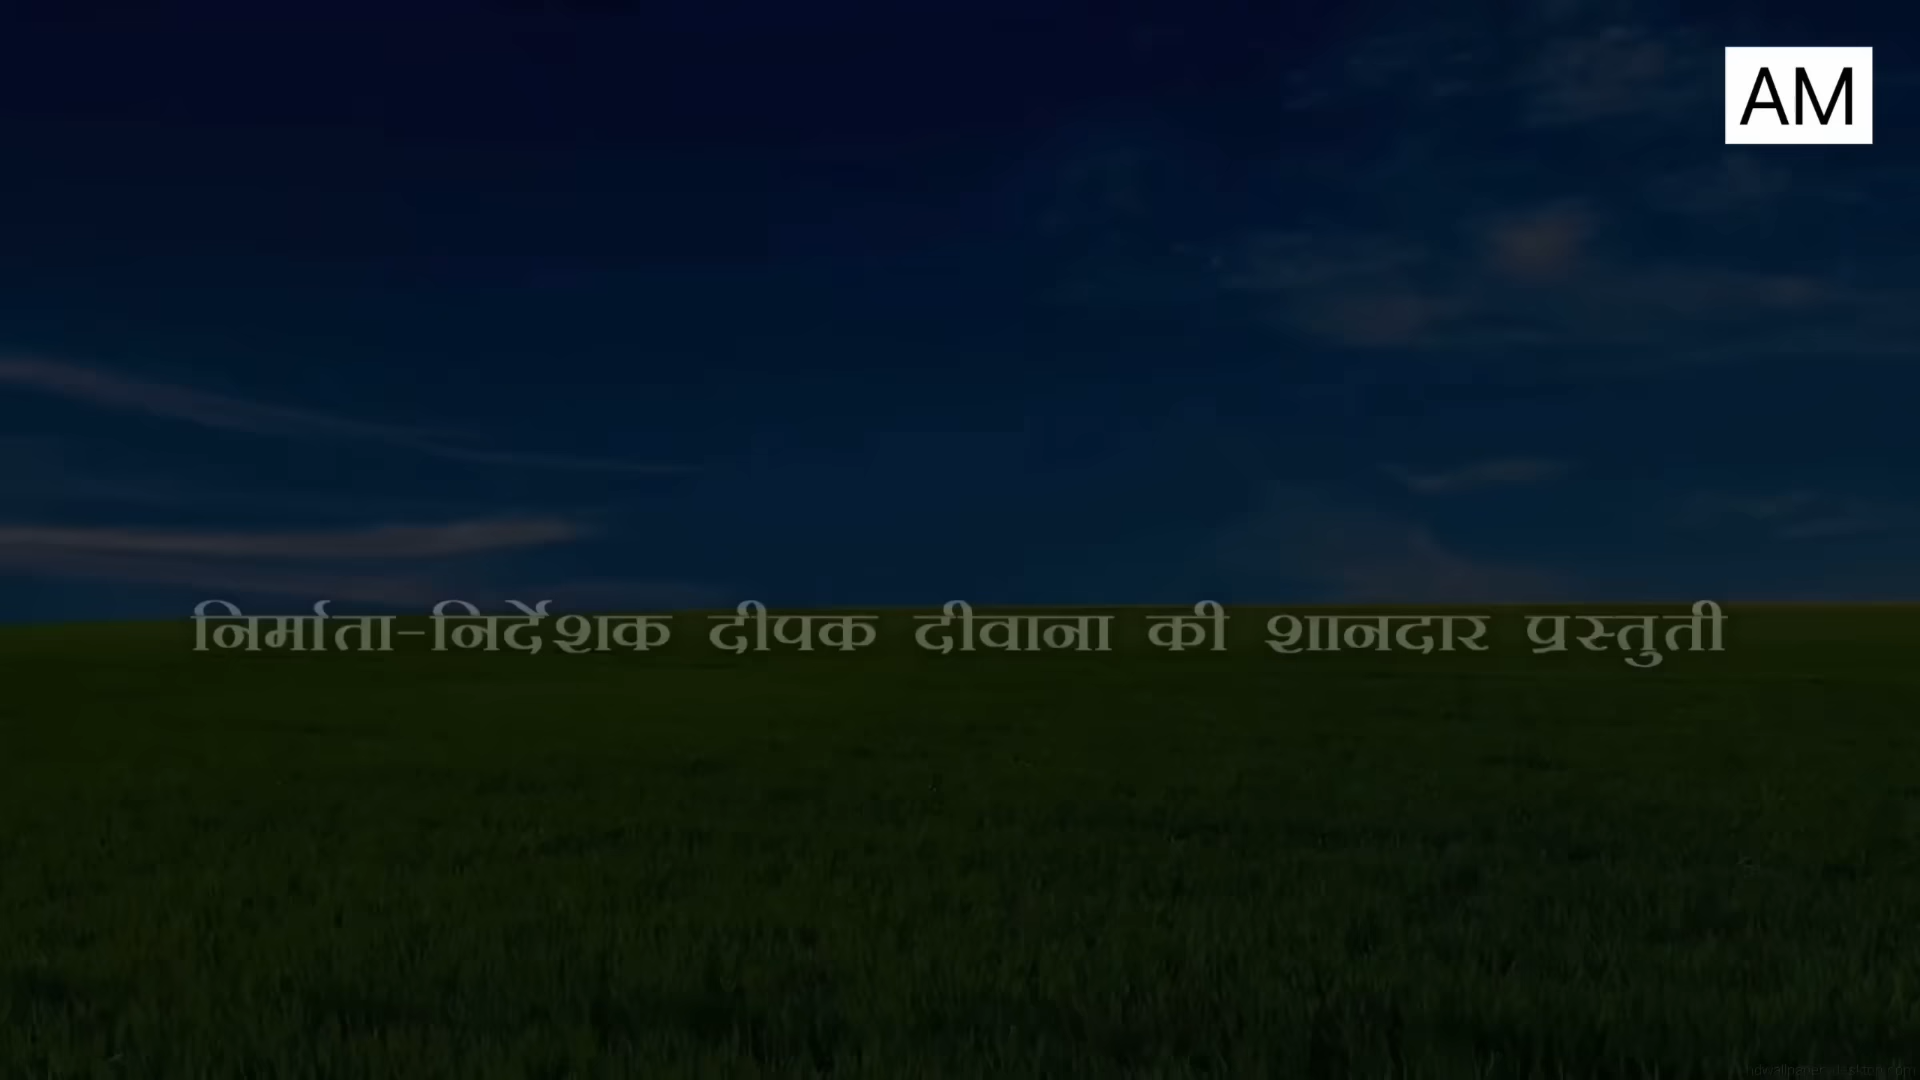 AM
निर्माता-निर्देशक दीपक दीवाना की शानदार प्रस्तुती